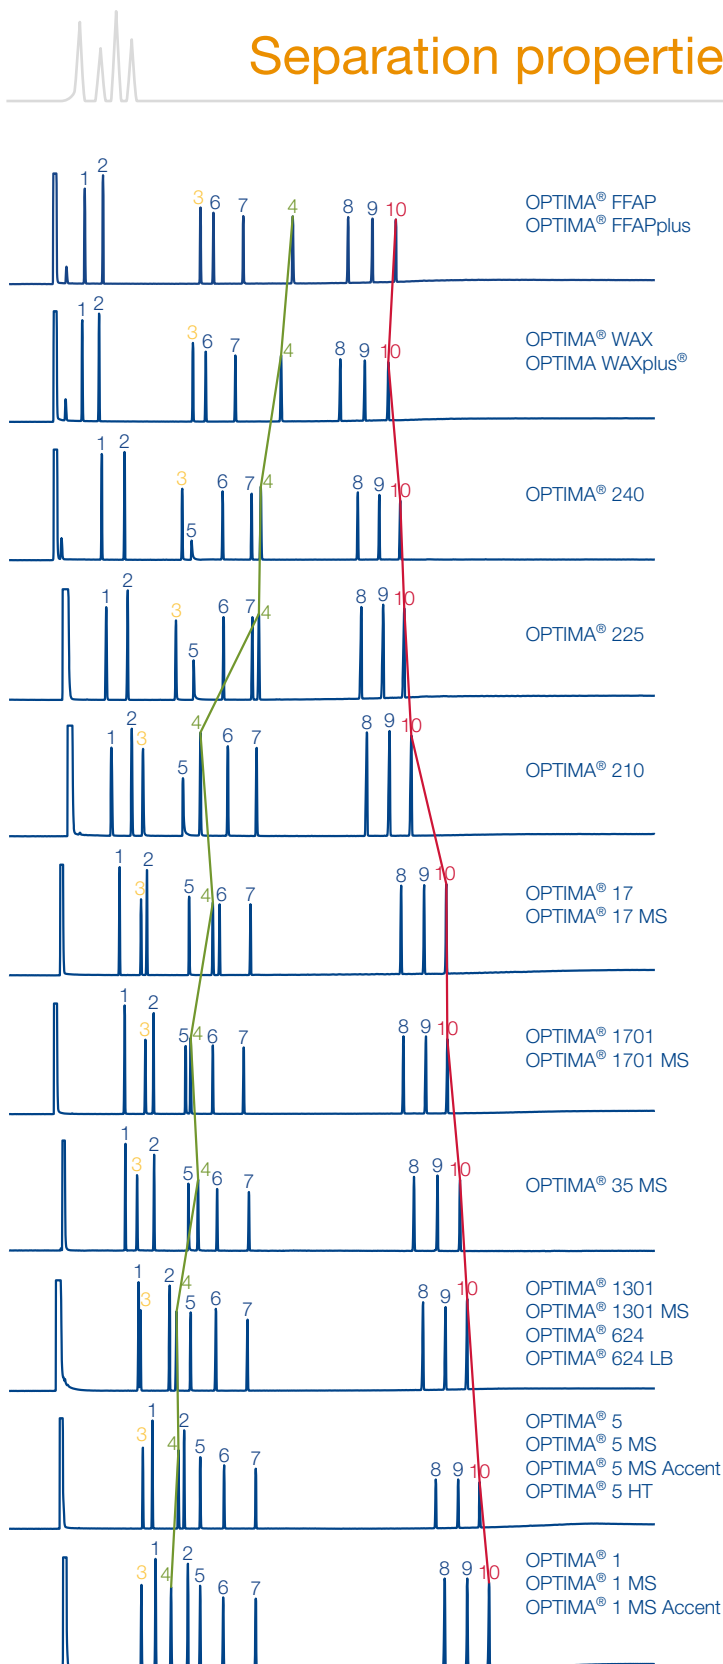 Separation propertie
1 2 3 6 7 4 8 9 10
OPTIMA® FFAP
OPTIMA® FFAPplus
1 2 3 6 7 4 8 9 10
OPTIMA® WAX
OPTIMA WAXplus®
1 2 3 5 6 7 4 8 9 10
OPTIMA® 240
1 2 3 5 6 7 4 8 9 10
OPTIMA® 225
1 2 3 5 4 6 7 8 9 10
OPTIMA® 210
1 3 2 5 4 6 7 8 9 10
OPTIMA® 17
OPTIMA® 17 MS
1 3 2 5 4 6 7 8 9 10
OPTIMA® 1701
OPTIMA® 1701 MS
1 3 2 5 4 6 7 8 9 10
OPTIMA® 35 MS
1 3 2 4 5 6 7 8 9 10
OPTIMA® 1301
OPTIMA® 1301 MS
OPTIMA® 624
OPTIMA® 624 LB
3 1 4 2 5 6 7 8 9 10
OPTIMA® 5
OPTIMA® 5 MS
OPTIMA® 5 MS Accent
OPTIMA® 5 HT
3 1 4 2 5 6 7 8 9 10
OPTIMA® 1
OPTIMA® 1 MS
OPTIMA® 1 MS Accent